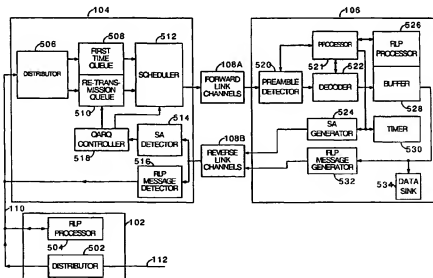 104
106
506
508
512
FIRST TIME QUEUE
DISTRIBUTOR
SCHEDULER
RE-TRANSMISSION QUEUE
510
514
QARQ CONTROLLER
SA DETECTOR
518
516
RLP MESSAGE DETECTOR
108A
FORWARD LINK CHANNELS
108B
REVERSE LINK CHANNELS
520
PREAMBLE DETECTOR
PROCESSOR
521
522
DECODER
526
RLP PROCESSOR
BUFFER
528
524
SA GENERATOR
TIMER
530
RLP MESSAGE GENERATOR
532
534
DATA SINK
110
102
RLP PROCESSOR
504
502
DISTRIBUTOR
112